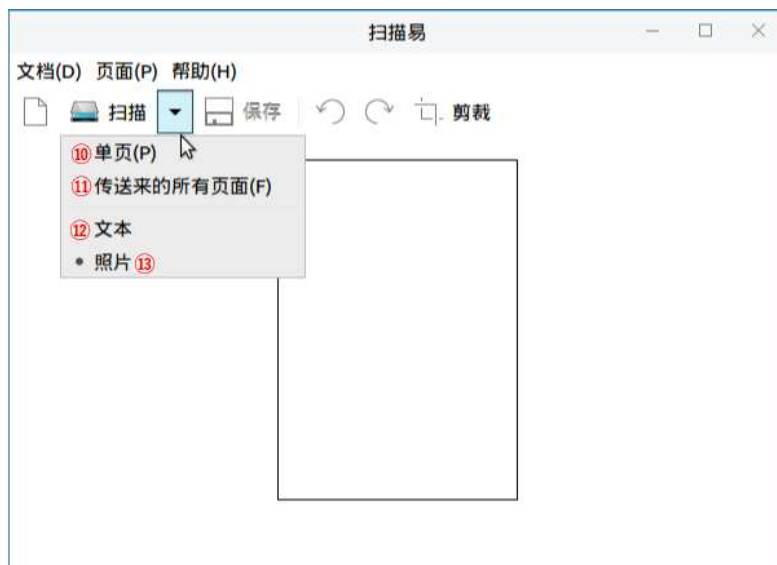 扫描易
文档(D) 页面(P) 帮助(H)
扫描 保存 剪裁
⑩单页(P)
⑪传送来的所有页面(F)
⑫文本
• 照片⑬